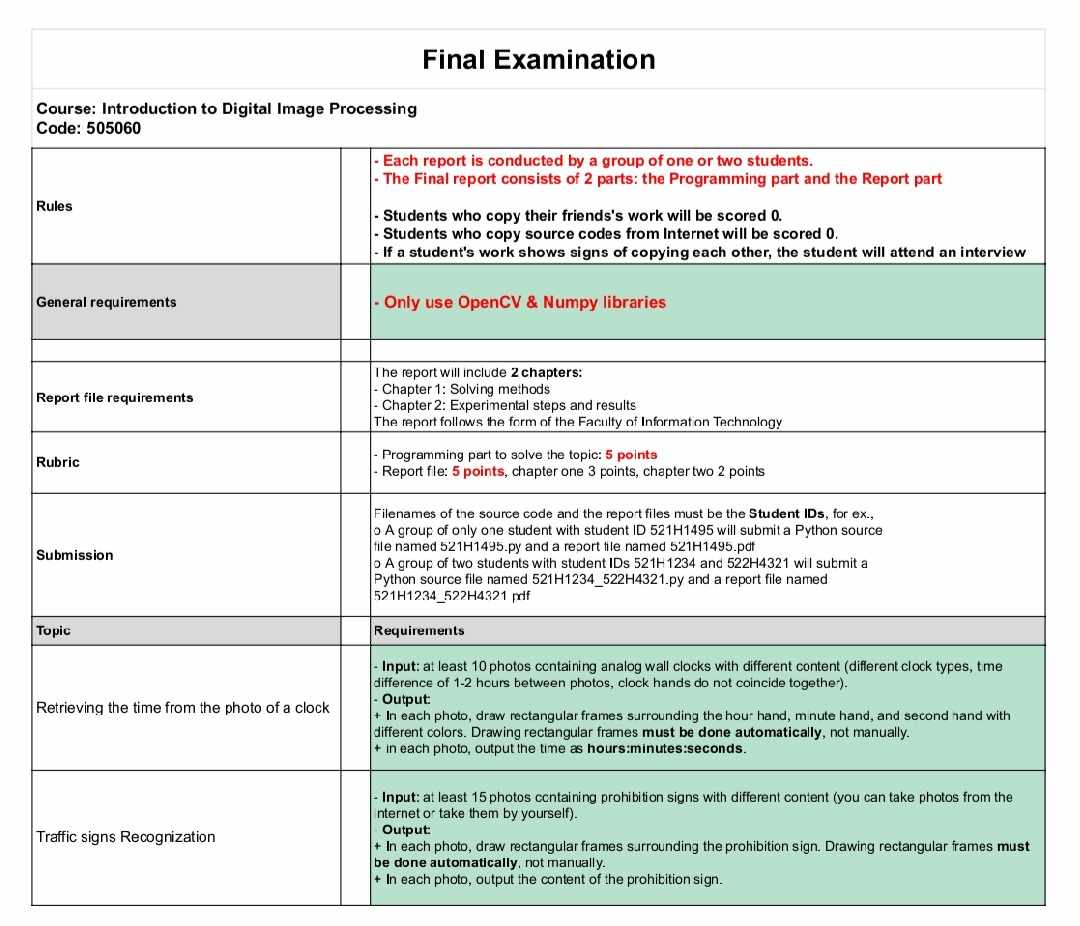 Final Examination
Course: Introduction to Digital Image Processing
Code: 505060
Rules
- Each report is conducted by a group of one or two students.
- The Final report consists of 2 parts: the Programming part and the Report part
- Students who copy their friends's work will be scored 0.
- Students who copy source codes from Internet will be scored 0.
- If a student's work shows signs of copying each other, the student will attend an interview
General requirements
- Only use OpenCV & Numpy libraries
Report file requirements
The report will include 2 chapters:
- Chapter 1: Solving methods
- Chapter 2: Experimental steps and results
The report follows the form of the Faculty of Information Technology
Rubric
- Programming part to solve the topic: 5 points
- Report file: 5 points, chapter one 3 points, chapter two 2 points
Submission
Filenames of the source code and the report files must be the Student IDs, for ex.,
o A group of only one student with student ID 521H1495 will submit a Python source
file named 521H1495.py and a report file named 521H1495.pdf
o A group of two students with student IDs 521H1234 and 522H4321 will submit a
Python source file named 521H1234_522H4321.py and a report file named
521H1234_522H4321.pdf
Topic
Requirements
Retrieving the time from the photo of a clock
- Input: at least 10 photos containing analog wall clocks with different content (different clock types, time
difference of 1-2 hours between photos, clock hands do not coincide together).
- Output:
+ In each photo, draw rectangular frames surrounding the hour hand, minute hand, and second hand with
different colors. Drawing rectangular frames must be done automatically, not manually.
+ in each photo, output the time as hours:minutes:seconds.
Traffic signs Recognization
- Input: at least 15 photos containing prohibition signs with different content (you can take photos from the
internet or take them by yourself).
- Output:
+ In each photo, draw rectangular frames surrounding the prohibition sign. Drawing rectangular frames must
be done automatically, not manually.
+ In each photo, output the content of the prohibition sign.